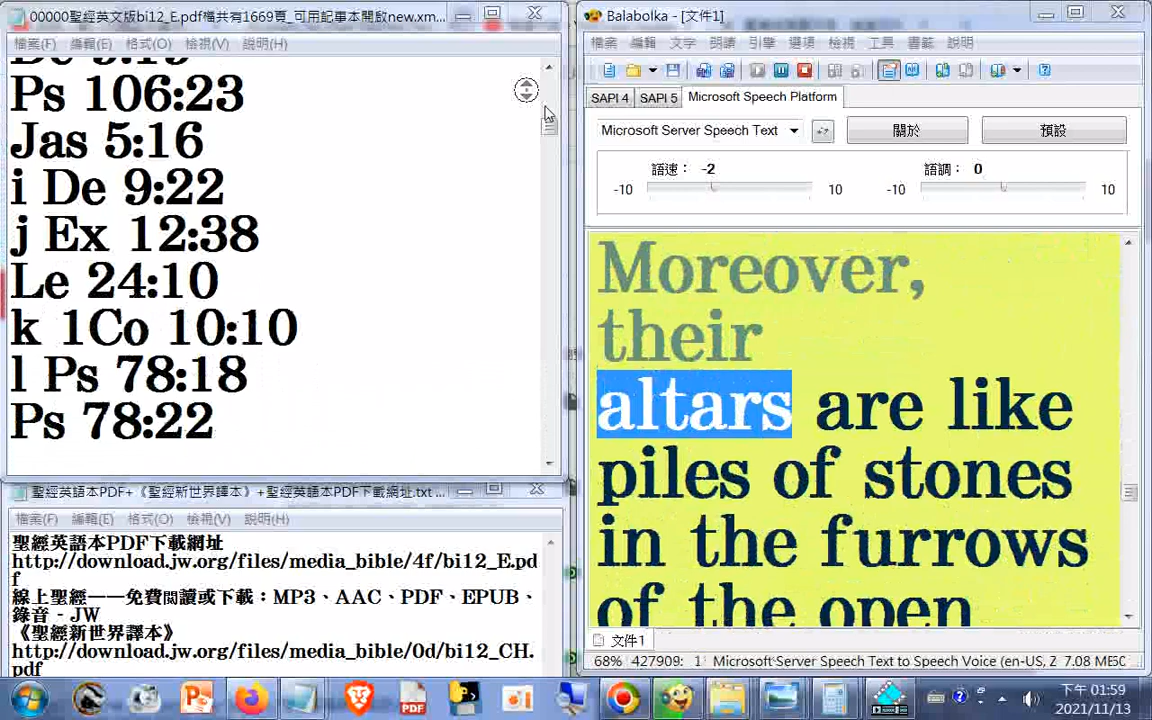 00000聖經英文版bi12_E.pdf檔共有1669頁_可用記事本開啟new.xm...
檔案(F) 編輯(E) 格式(O) 檢視(V) 說明(H)
Ps 106:23
Jas 5:16
i De 9:22
j Ex 12:38
Le 24:10
k 1Co 10:10
l Ps 78:18
Ps 78:22
聖經英語本PDF+《聖經新世界譯本》+聖經英語本PDF下載網址.txt ...
檔案(F) 編輯(E) 格式(O) 檢視(V) 說明(H)
聖經英語本PDF下載網址
http://download.jw.org/files/media_bible/4f/bi12_E.pd
f
線上聖經——免費閱讀或下載：MP3、AAC、PDF、EPUB、
錄音 - JW
《聖經新世界譯本》
http://download.jw.org/files/media_bible/0d/bi12_CH.
pdf
Balabolka - [文件1]
檔案 編輯 文字 朗讀 引擎 選項 檢視 工具 書籤 說明
SAPI 4 SAPI 5 Microsoft Speech Platform
Microsoft Server Speech Text 關於 預設
語速： -2 語調： 0
-10 10 -10 10
Moreover,
their
altars are like
piles of stones
in the furrows
of the open
文件1
68% 427909: 1 Microsoft Server Speech Text to Speech Voice (en-US, Z 7.08 ME
下午 01:59
2021/11/13